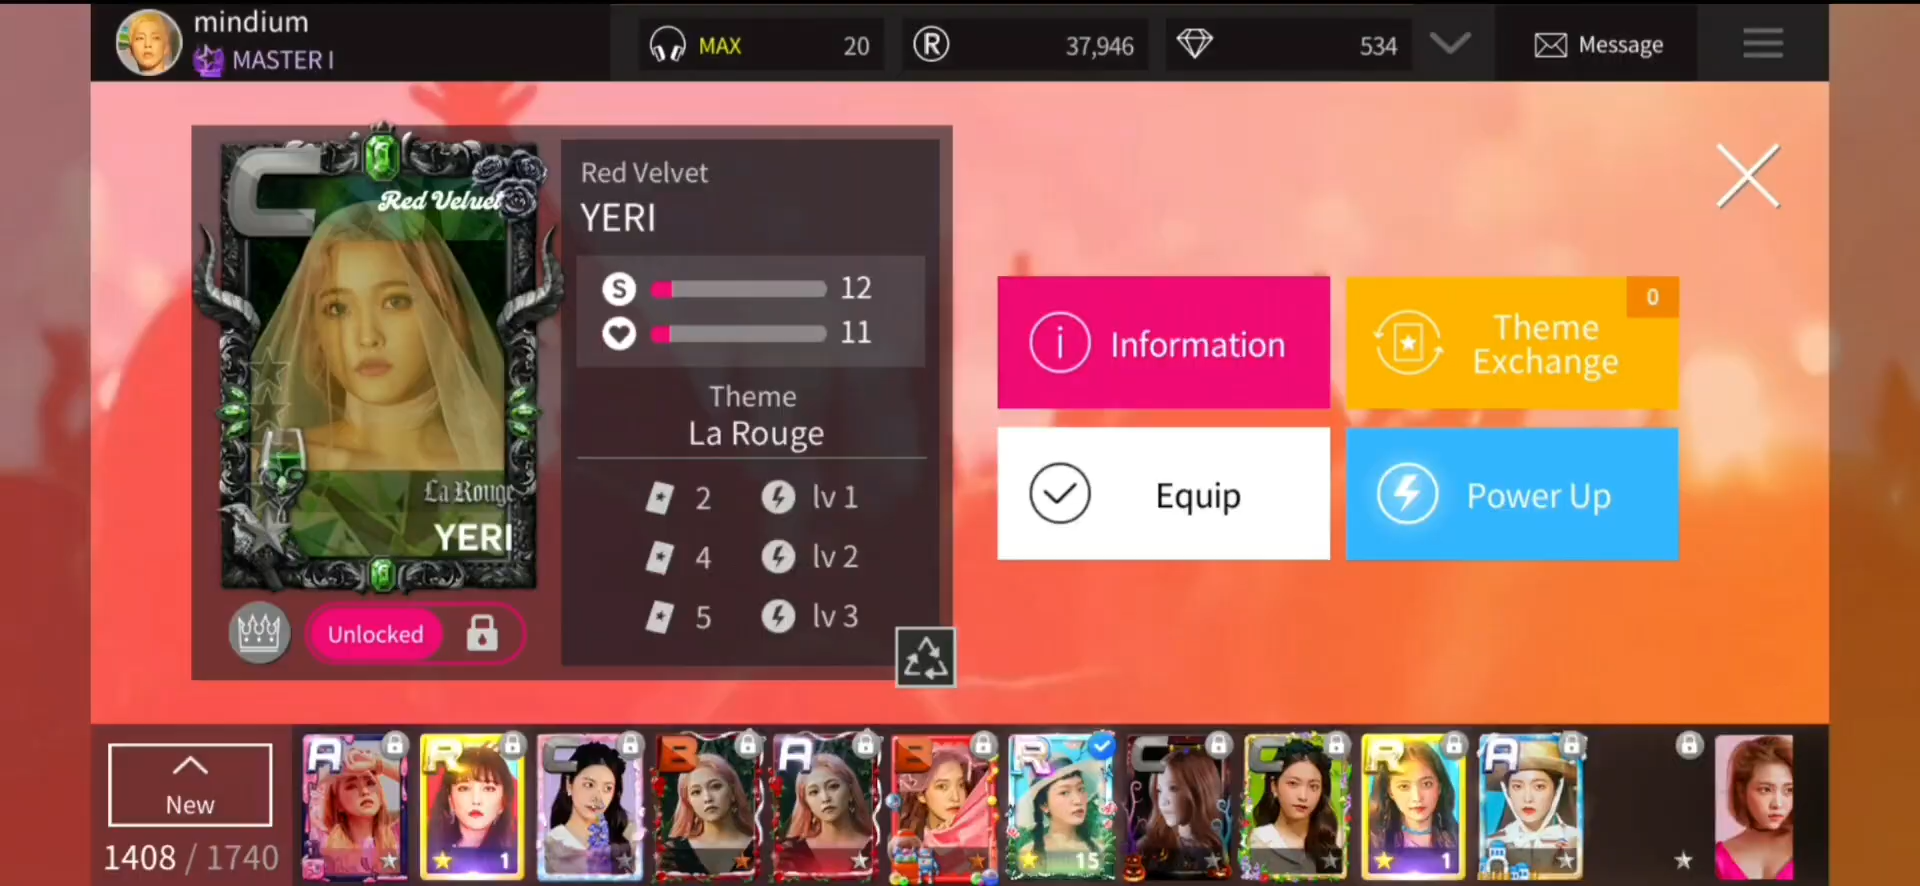 mindium
MASTER I
MAX 20
R 37,946
534
Message
C
Red Velvet
La Rouge
YERI
Unlocked
Red Velvet
YERI
S 12
11
Theme
La Rouge
2 lv 1
4 lv 2
5 lv 3
Information
Theme
Exchange
0
Equip
Power Up
New
1408 / 1740
A
R 1
C
B
A
B
R 15
C
C
R 1
A